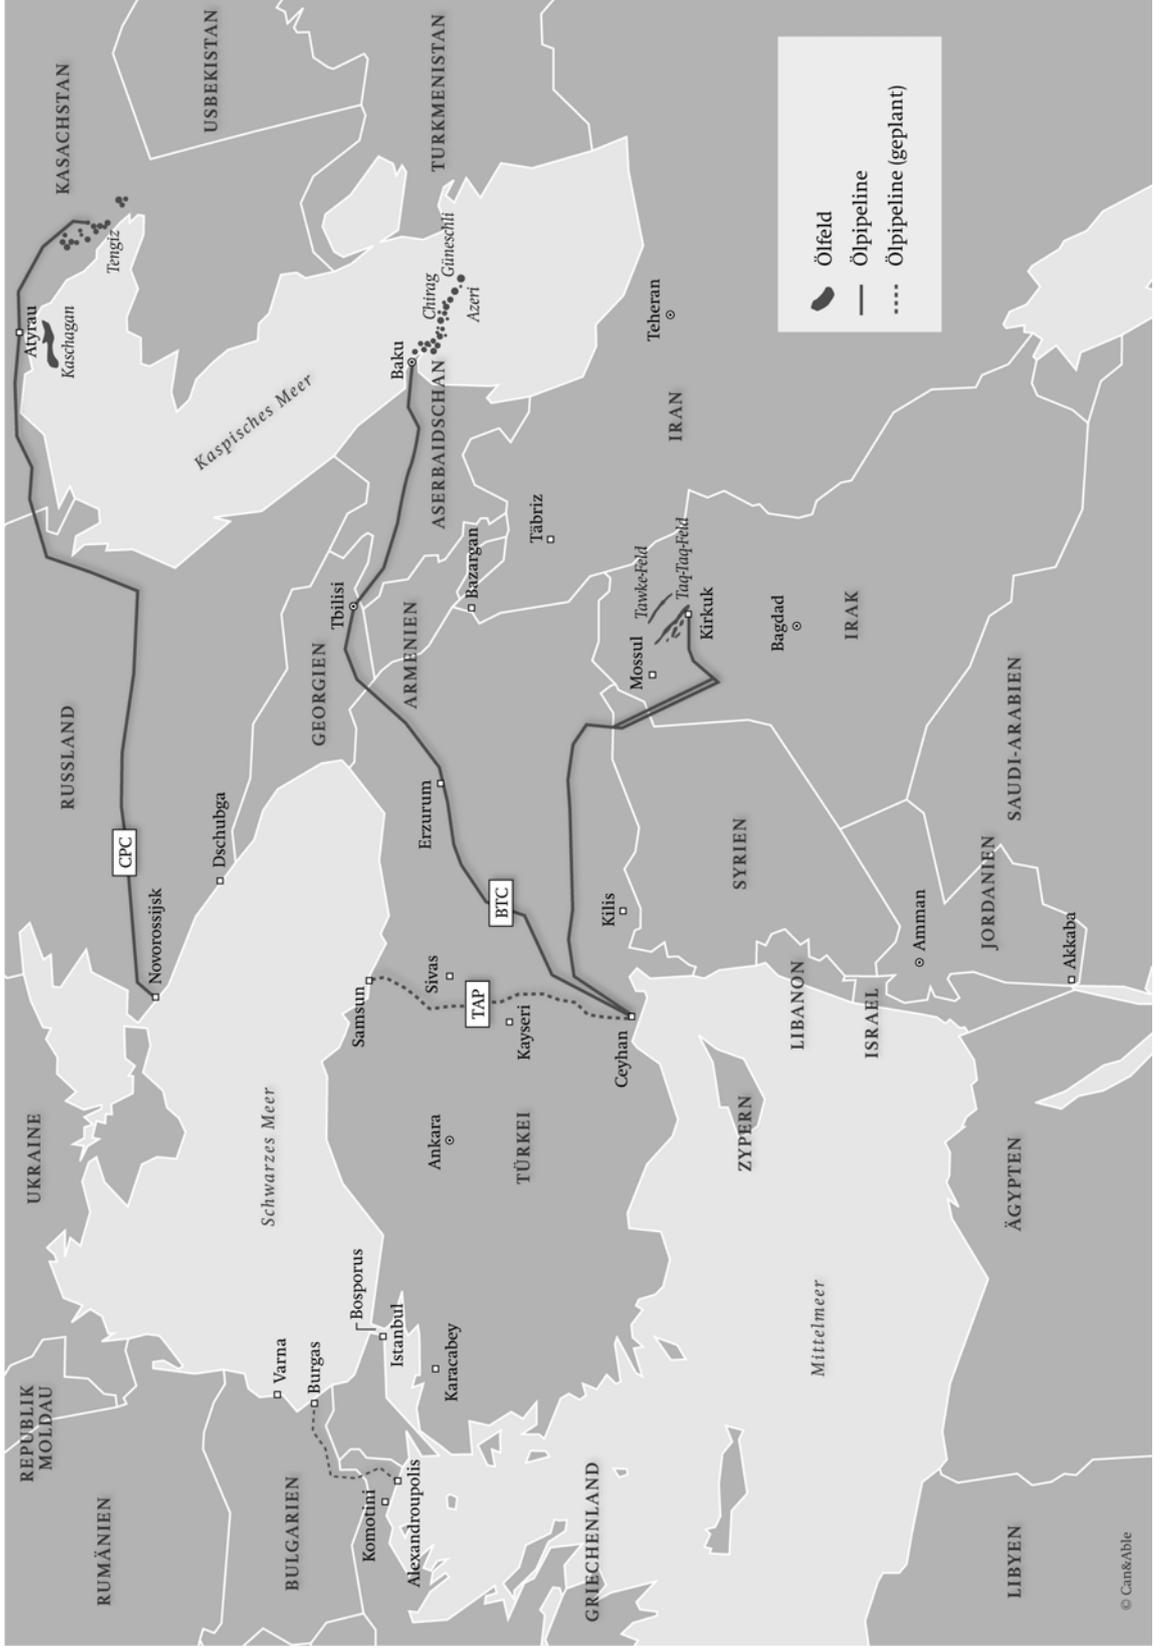 REPUBLIK
MOLDAU
UKRAINE
RUSSLAND
KASACHSTAN
Atyrau
Kaschagan
Tengiz
RUMÄNIEN
CPC
Novorossijsk
Dschubga
USBEKISTAN
Kaspisches Meer
Schwarzes Meer
Varna
Burgas
BULGARIEN
GEORGIEN
Tbilisi
Bosporus
Samsun
Istanbul
Komotini
Alexandroupolis
ARMENIEN
Baku
ASERBAIDSCHAN
Chirag
Güneschli
Azeri
TURKMENISTAN
Karacabey
Ankara
Sivas
Erzurum
Bazargan
TAP
BTC
Kayseri
TÜRKEI
Täbriz
GRIECHENLAND
Ceyhan
Kilis
Mossul
Tawke-Feld
Taq-Taq-Feld
Kirkuk
Teheran
IRAN
ZYPERN
SYRIEN
Bagdad
IRAK
Mittelmeer
LIBANON
ISRAEL
Amman
JORDANIEN
Akkaba
SAUDI-ARABIEN
ÄGYPTEN
LIBYEN
Ölfeld
Ölpipeline
Ölpipeline (geplant)
© Can&Able